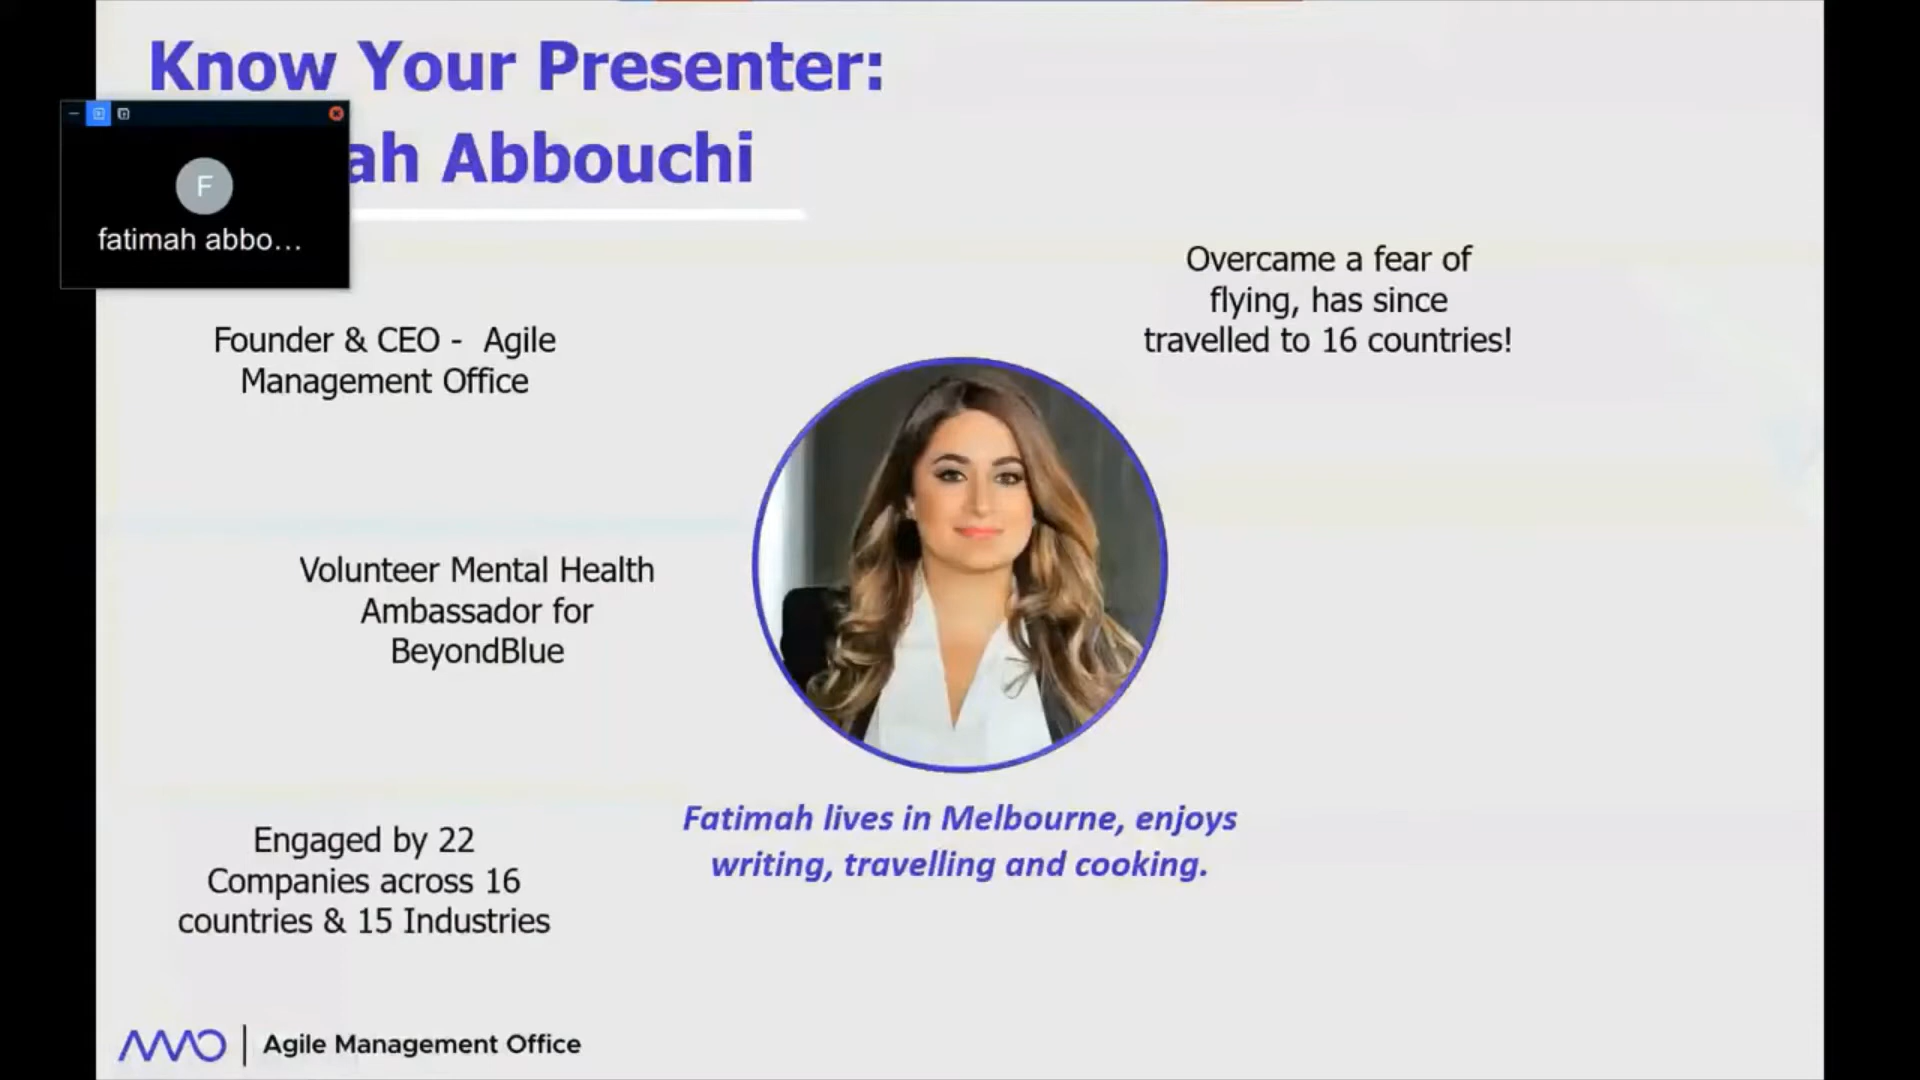 Know Your Presenter:
ah Abbouchi
F
fatimah abbo...
Overcame a fear of
flying, has since
travelled to 16 countries!
Founder & CEO - Agile
Management Office
Volunteer Mental Health
Ambassador for
BeyondBlue
Fatimah lives in Melbourne, enjoys
writing, travelling and cooking.
Engaged by 22
Companies across 16
countries & 15 Industries
AMO | Agile Management Office